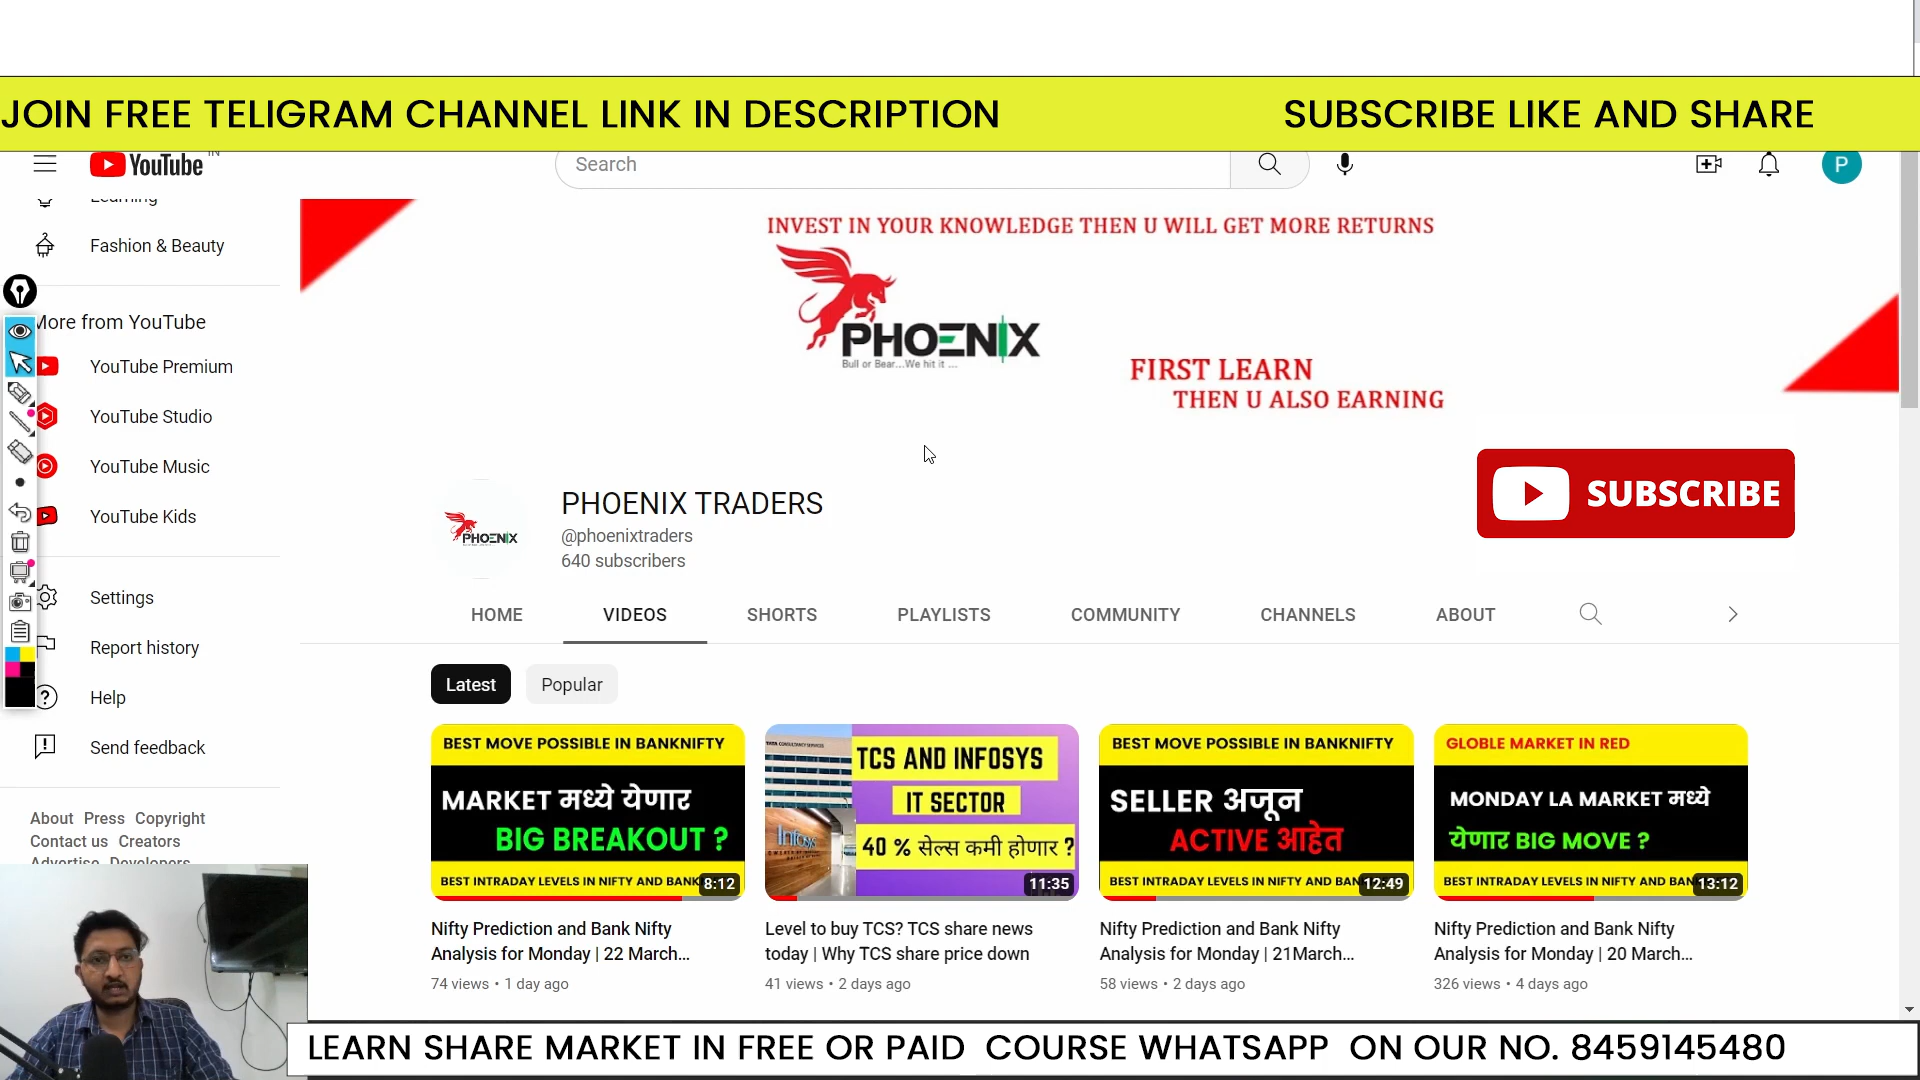 JOIN FREE TELIGRAM CHANNEL LINK IN DESCRIPTION
SUBSCRIBE LIKE AND SHARE
YouTube IN
Search
P
Learning
Fashion & Beauty
More from YouTube
YouTube Premium
YouTube Studio
YouTube Music
YouTube Kids
Settings
Report history
Help
Send feedback
About Press Copyright
Contact us Creators
Advertise Developers
INVEST IN YOUR KNOWLEDGE THEN U WILL GET MORE RETURNS
PHOENIX
Bull or Bear...We hit it ...
FIRST LEARN
THEN U ALSO EARNING
SUBSCRIBE
PHOENIX
PHOENIX TRADERS
@phoenixtraders
640 subscribers
HOME
VIDEOS
SHORTS
PLAYLISTS
COMMUNITY
CHANNELS
ABOUT
Latest
Popular
BEST MOVE POSSIBLE IN BANKNIFTY
MARKET मध्ये येणार
BIG BREAKOUT ?
BEST INTRADAY LEVELS IN NIFTY AND BANK
8:12
Nifty Prediction and Bank Nifty
Analysis for Monday | 22 March...
74 views • 1 day ago
TATA CONSULTANCY SERVICES
TCS AND INFOSYS
IT SECTOR
Infosys
40 % सेल्स कमी होणार ?
11:35
Level to buy TCS? TCS share news
today | Why TCS share price down
41 views • 2 days ago
BEST MOVE POSSIBLE IN BANKNIFTY
SELLER अजून
ACTIVE आहेत
BEST INTRADAY LEVELS IN NIFTY AND BAN
12:49
Nifty Prediction and Bank Nifty
Analysis for Monday | 21March...
58 views • 2 days ago
GLOBLE MARKET IN RED
MONDAY LA MARKET मध्ये
येणार BIG MOVE ?
BEST INTRADAY LEVELS IN NIFTY AND BAN
13:12
Nifty Prediction and Bank Nifty
Analysis for Monday | 20 March...
326 views • 4 days ago
LEARN SHARE MARKET IN FREE OR PAID COURSE WHATSAPP ON OUR NO. 8459145480